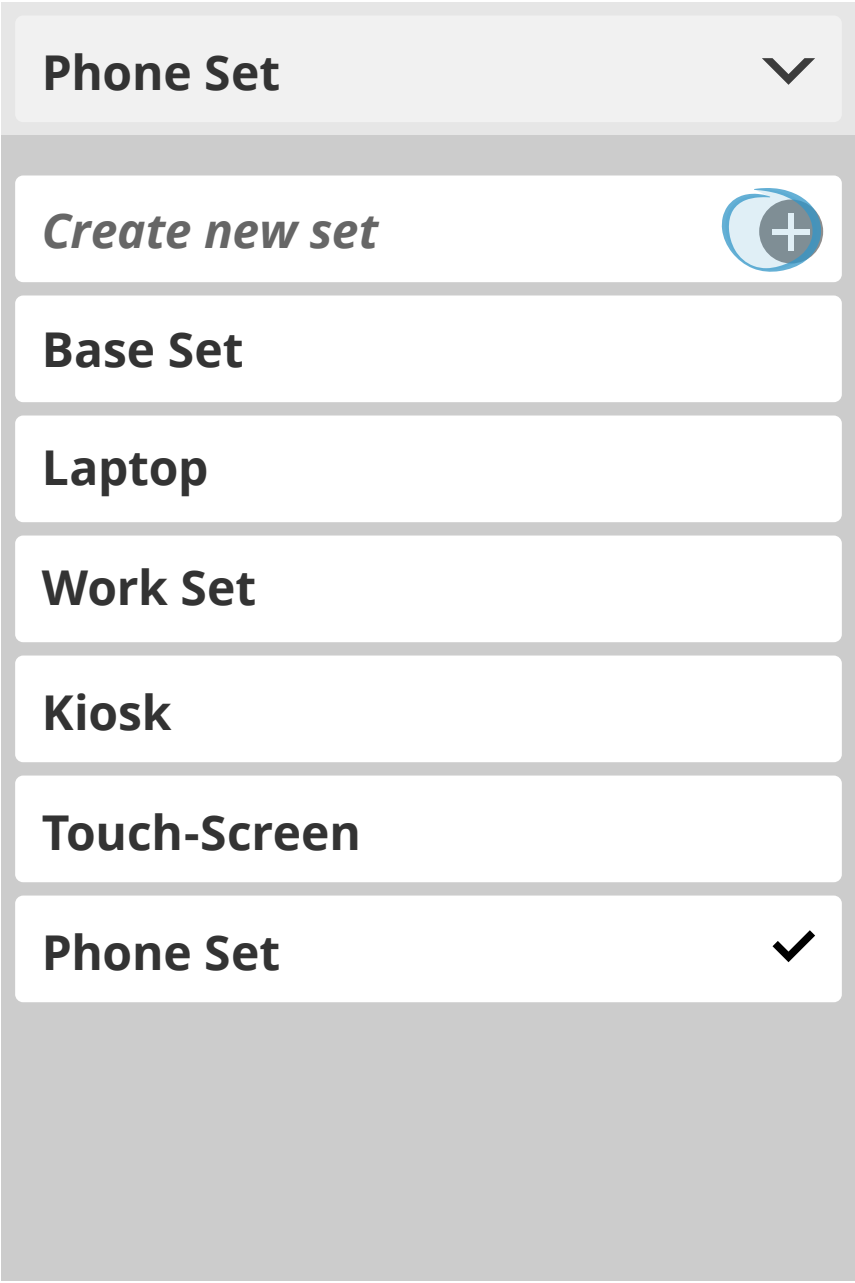 Phone Set
Create new set
Base Set
Laptop
Work Set
Kiosk
Touch-Screen
Phone Set